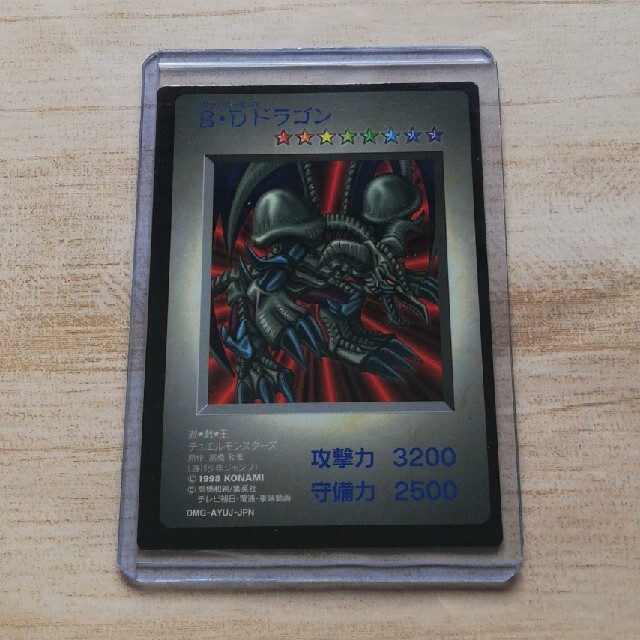 S・Dドラゴン
攻撃力 3200
守備力 2500
遊★戯★王
デュエルモンスターズ
原作 高橋 和希
(週刊少年ジャンプ)
© 1998 KONAMI
© 高橋和希/集英社
テレビ朝日・電通・東映動画
DMG-AYUJ-JPN